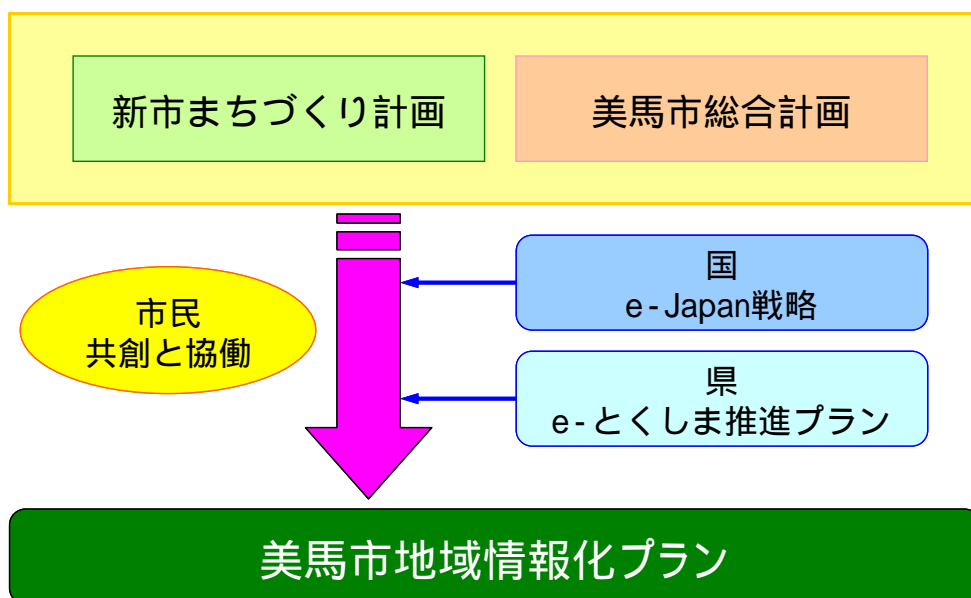 新市まちづくり計画
美馬市総合計画
国
e-Japan戦略
市民
共創と協働
県
e-とくしま推進プラン
美馬市地域情報化プラン